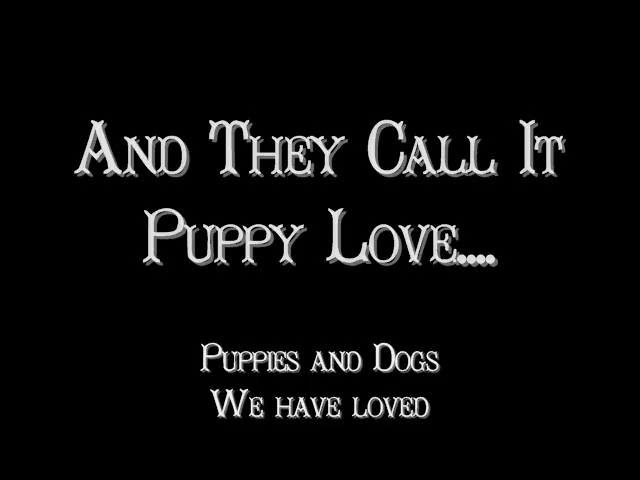 And They Call It
Puppy Love....
Puppies and Dogs
We have loved